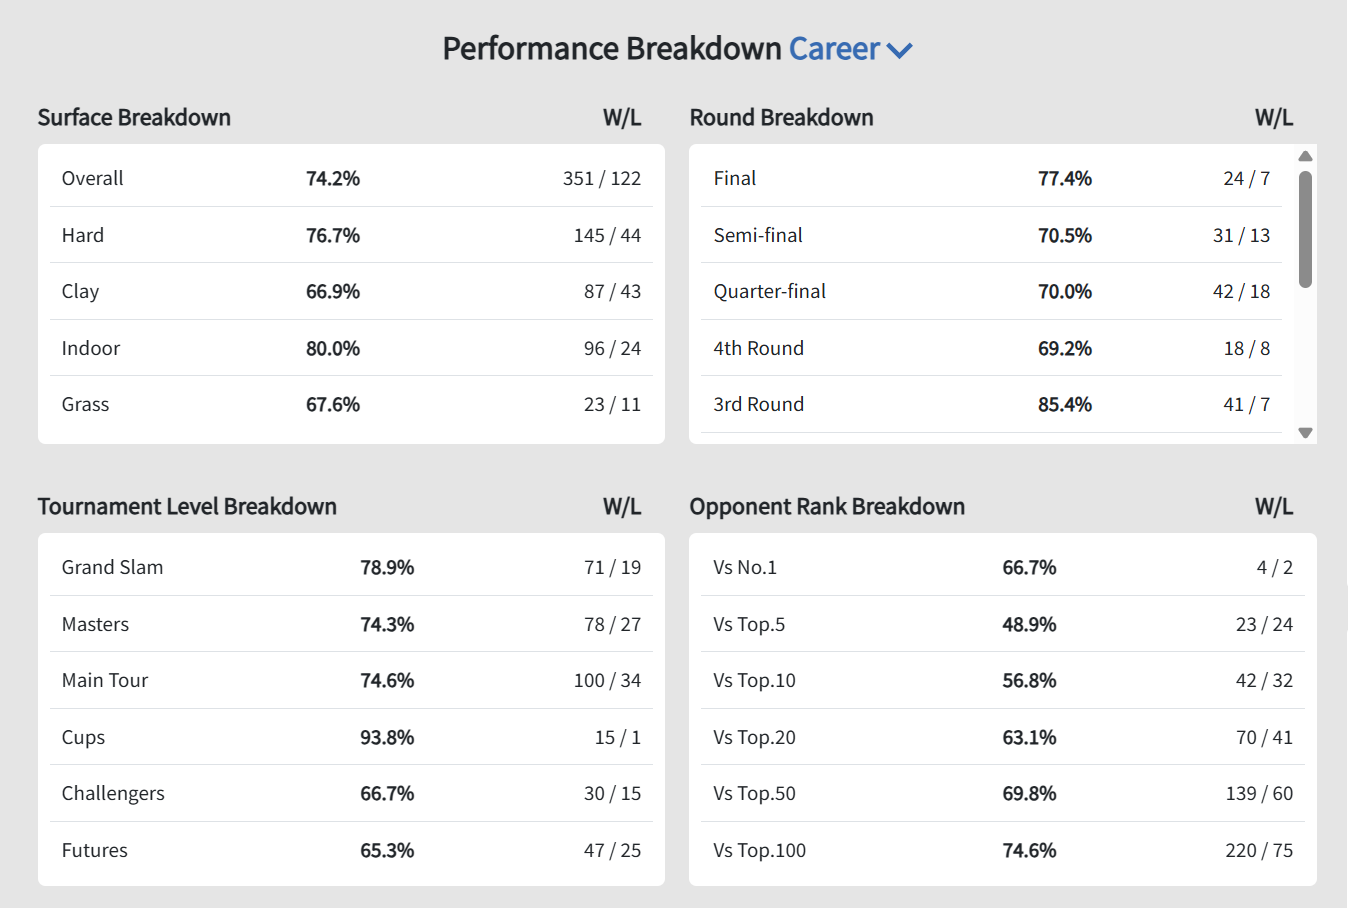 Performance Breakdown Career
Surface Breakdown W/L
Overall 74.2% 351 / 122
Hard 76.7% 145 / 44
Clay 66.9% 87 / 43
Indoor 80.0% 96 / 24
Grass 67.6% 23 / 11
Round Breakdown W/L
Final 77.4% 24 / 7
Semi-final 70.5% 31 / 13
Quarter-final 70.0% 42 / 18
4th Round 69.2% 18 / 8
3rd Round 85.4% 41 / 7
Tournament Level Breakdown W/L
Grand Slam 78.9% 71 / 19
Masters 74.3% 78 / 27
Main Tour 74.6% 100 / 34
Cups 93.8% 15 / 1
Challengers 66.7% 30 / 15
Futures 65.3% 47 / 25
Opponent Rank Breakdown W/L
Vs No.1 66.7% 4 / 2
Vs Top.5 48.9% 23 / 24
Vs Top.10 56.8% 42 / 32
Vs Top.20 63.1% 70 / 41
Vs Top.50 69.8% 139 / 60
Vs Top.100 74.6% 220 / 75